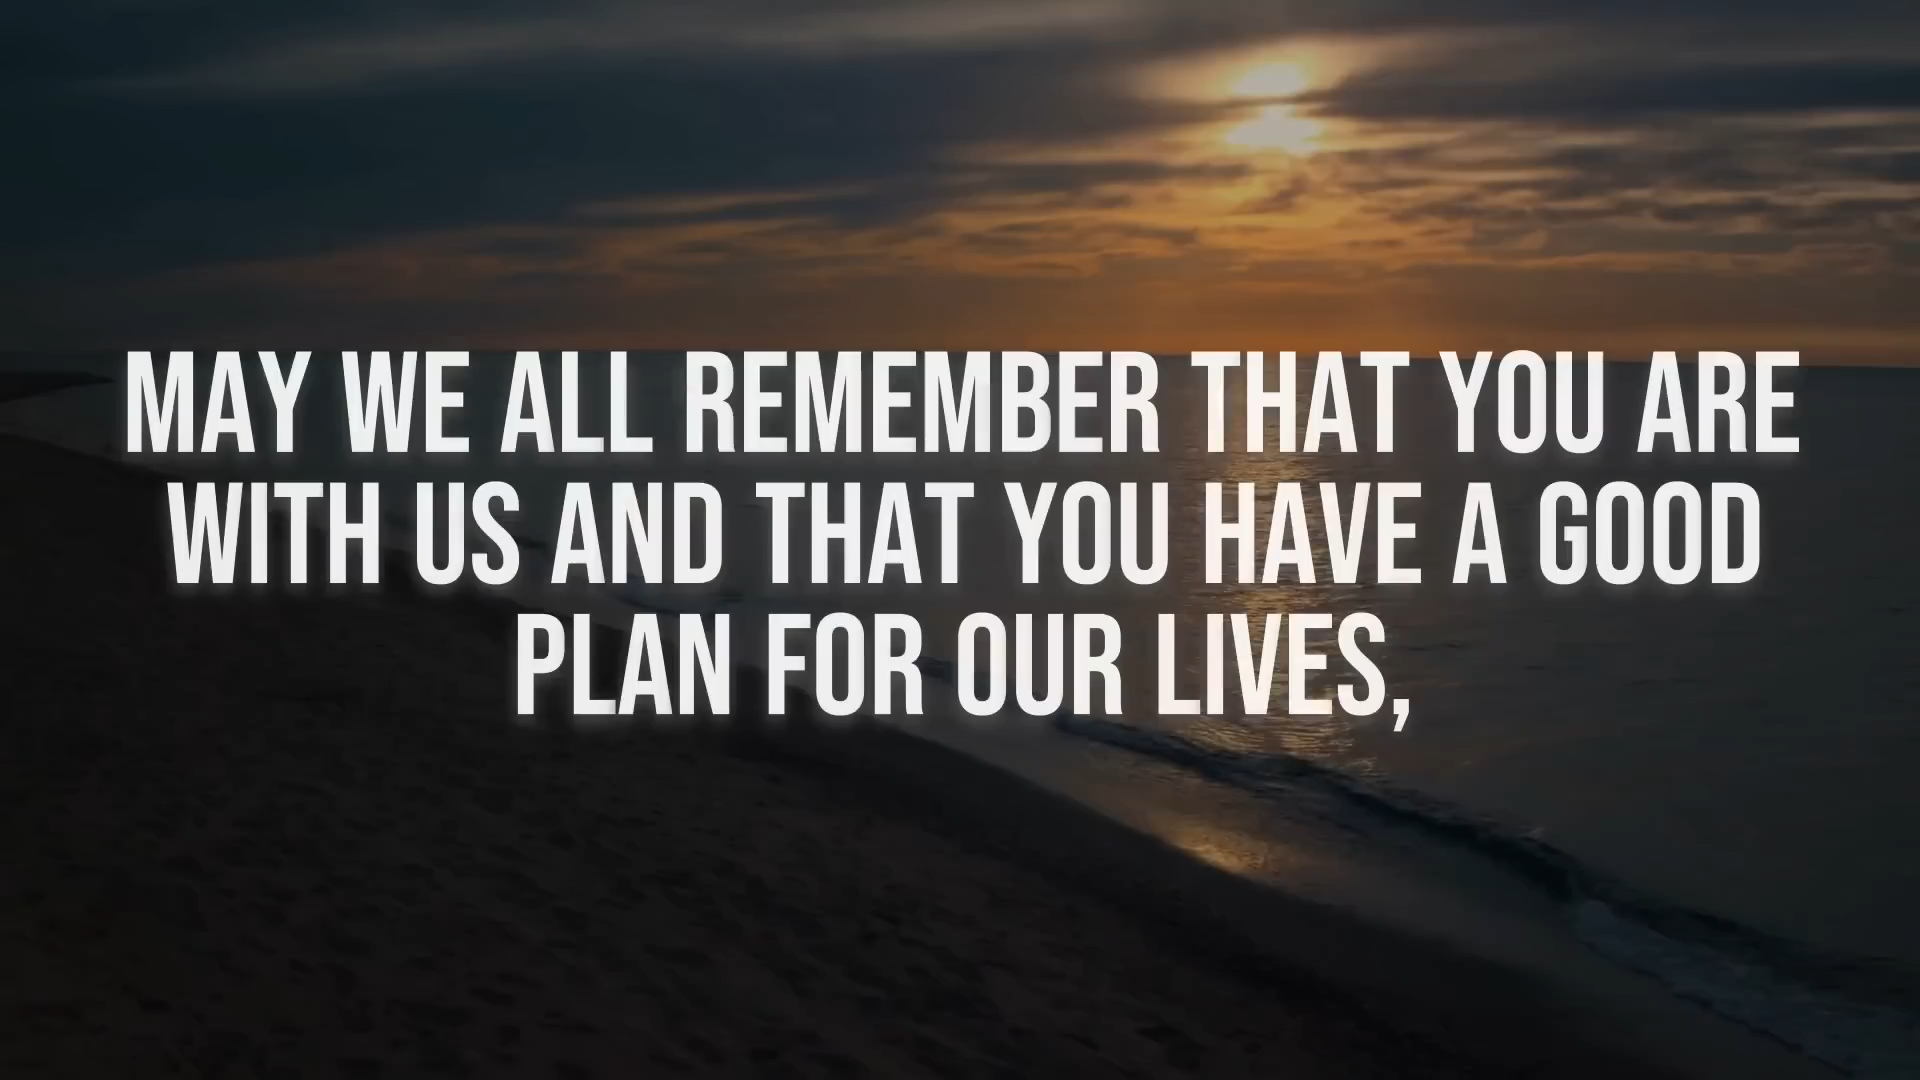 MAY WE ALL REMEMBER THAT YOU ARE
WITH US AND THAT YOU HAVE A GOOD
PLAN FOR OUR LIVES,